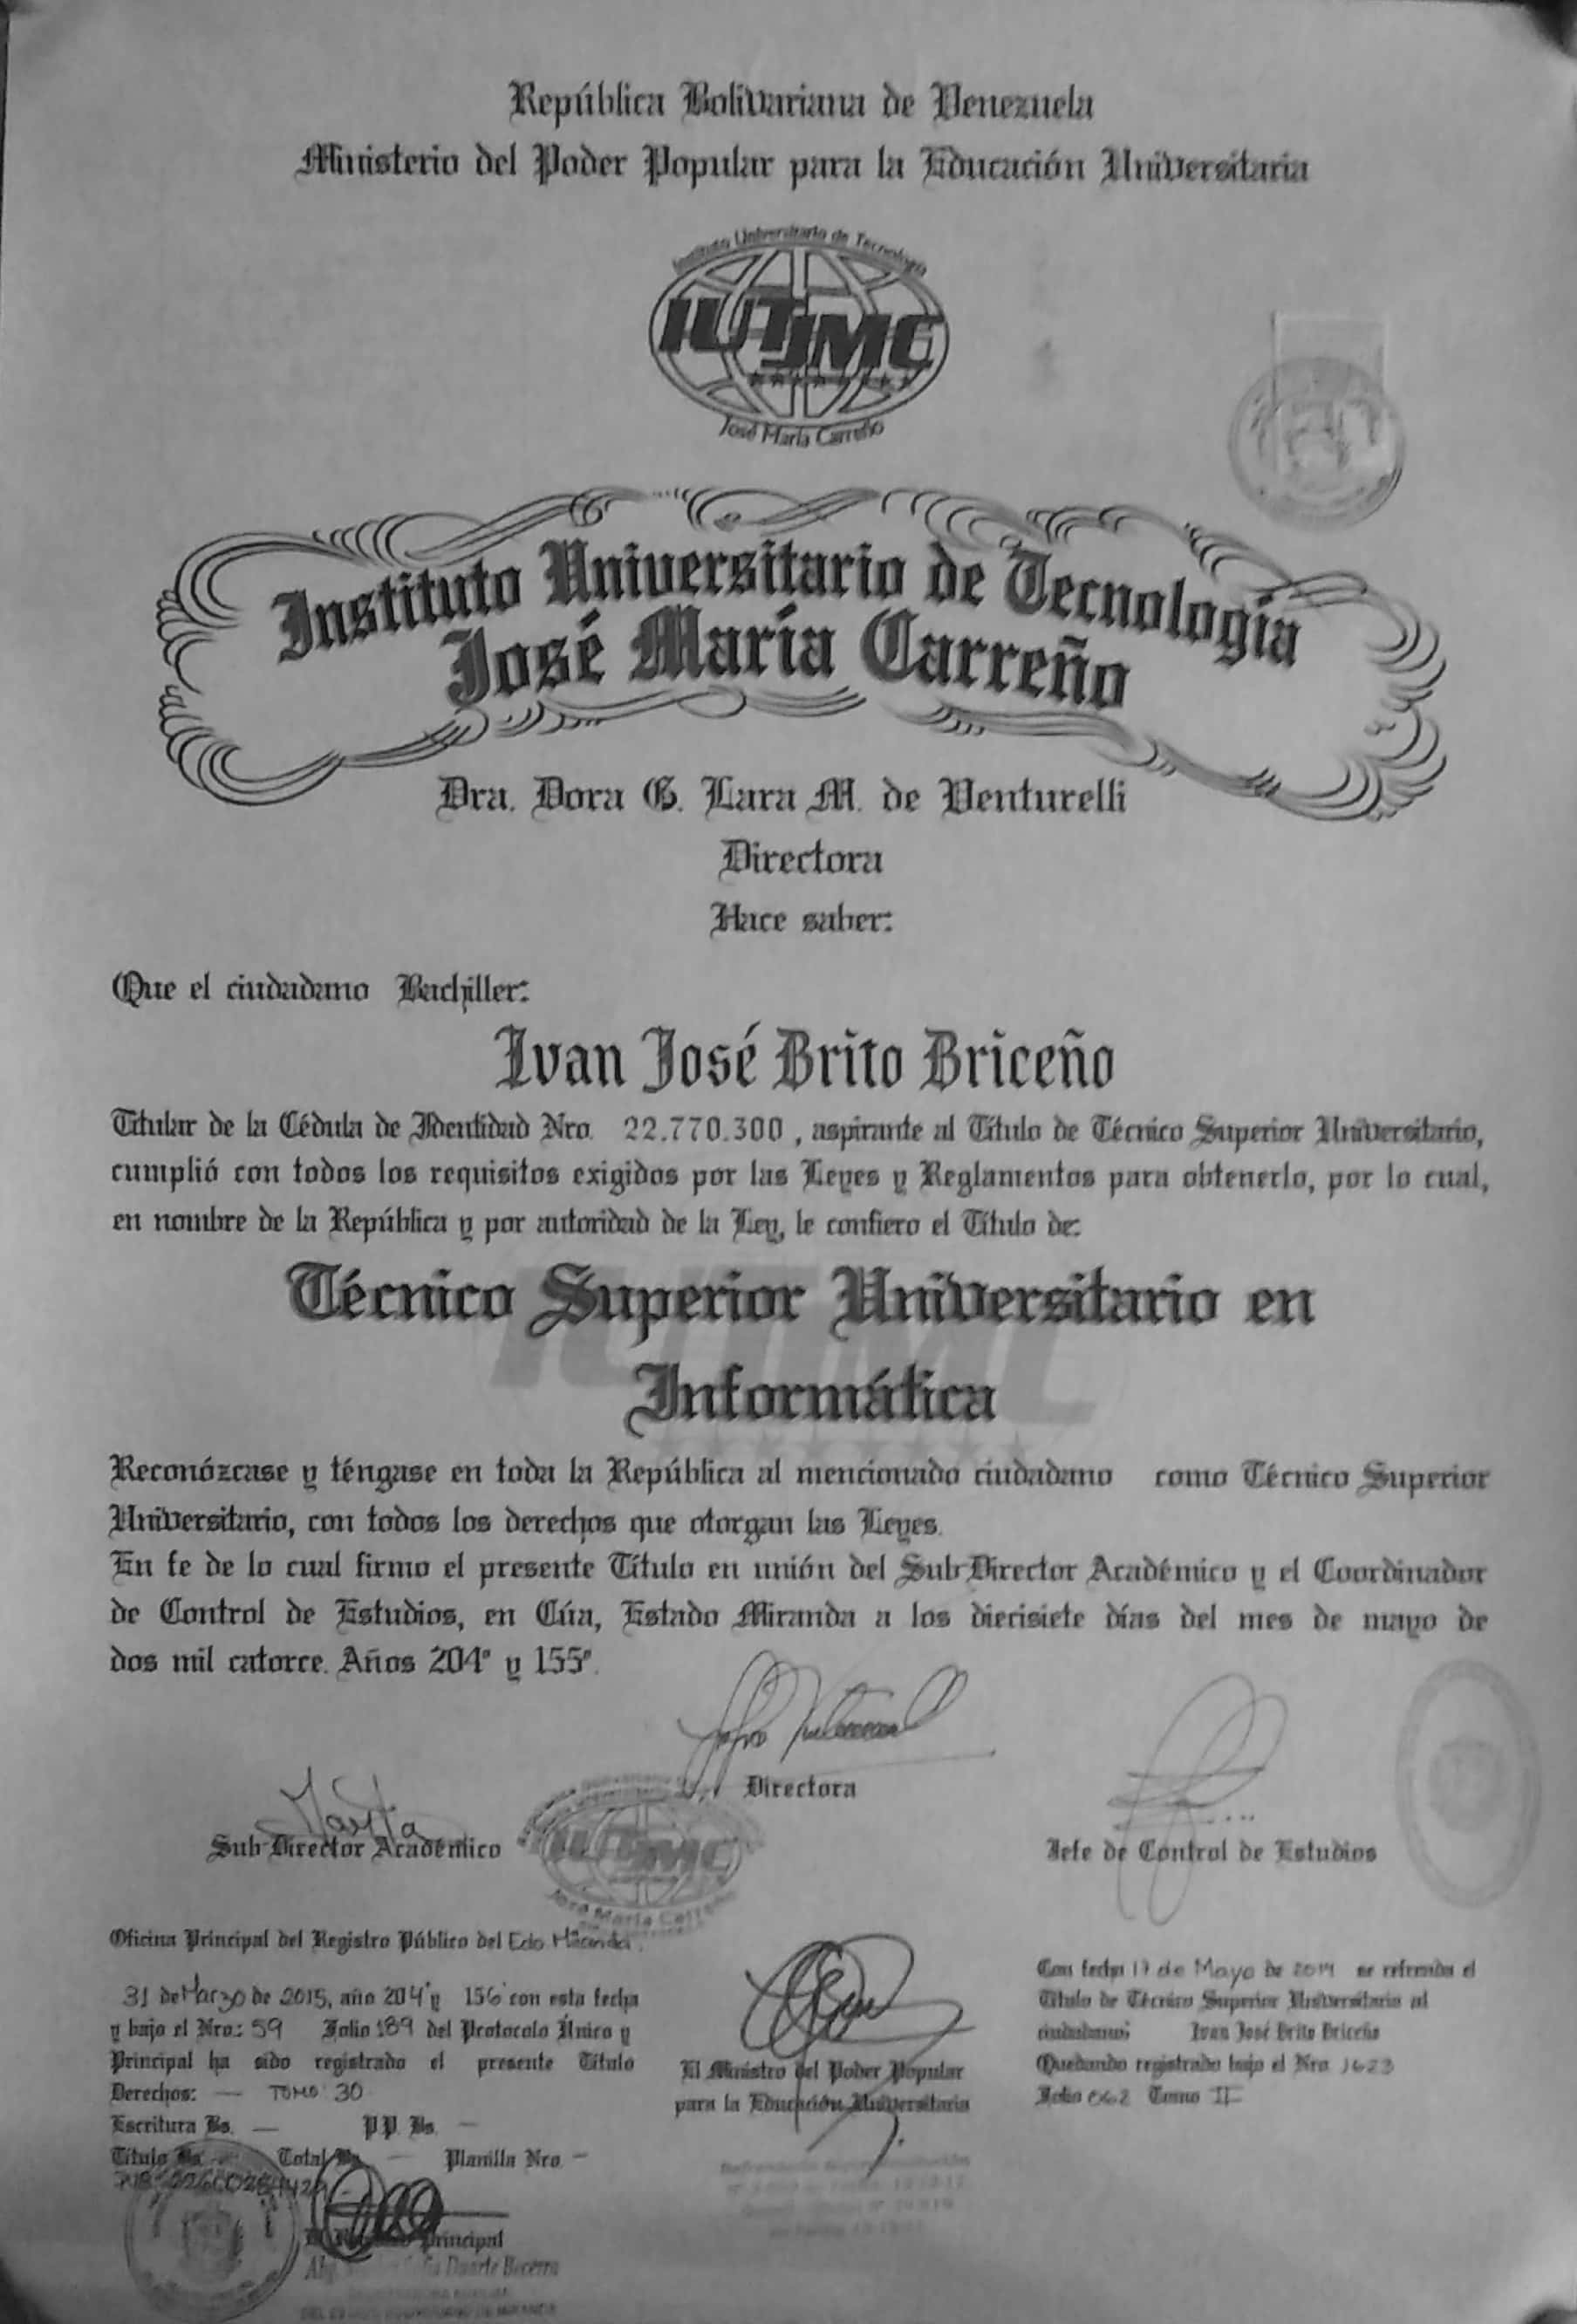 República Bolivariana de Venezuela
Ministerio del Poder Popular para la Educación Universitaria
Instituto Universitario de Tecnología
IUTJMC
José María Carreño
Instituto Universitario de Tecnología
José María Carreño
Dra. Dora G. Lara M. de Venturelli
Directora
Hace saber:
Que el ciudadano Bachiller:
Ivan José Brito Briceño
Titular de la Cédula de Identidad Nro. 22.770.300 , aspirante al Título de Técnico Superior Universitario,
cumplió con todos los requisitos exigidos por las Leyes y Reglamentos para obtenerlo, por lo cual,
en nombre de la República y por autoridad de la Ley, le confiero el Título de:
Técnico Superior Universitario en
Informática
Reconózcase y téngase en toda la República al mencionado ciudadano como Técnico Superior
Universitario, con todos los derechos que otorgan las Leyes.
En fe de lo cual firmo el presente Título en unión del Sub-Director Académico y el Coordinador
de Control de Estudios, en Cúa, Estado Miranda a los diecisiete días del mes de mayo de
dos mil catorce. Años 204º y 155º.
Directora
Sub-Director Académico
IUTJMC
José María
Jefe de Control de Estudios
Oficina Principal del Registro Público del Edo Miranda.
31 de Marzo de 2015, año 204º y 156º con esta fecha
y bajo el Nro.: 59 Folio 189 del Protocolo Único y
Principal ha sido registrado el presente Título
Derechos: — TOMO 30
Escritura Bs. — P.P. Bs. —
Título Bs. Total Bs. — Planilla Nro —
Principal
Duarte Becerra
El Ministro del Poder Popular
para la Educación Universitaria
Con fecha 17 de Mayo de 2014 se refrenda el
Título de Técnico Superior Universitario al
ciudadano: Ivan José Brito Briceño
Quedando registrado bajo el Nro 1623
Folio 062 Tomo II